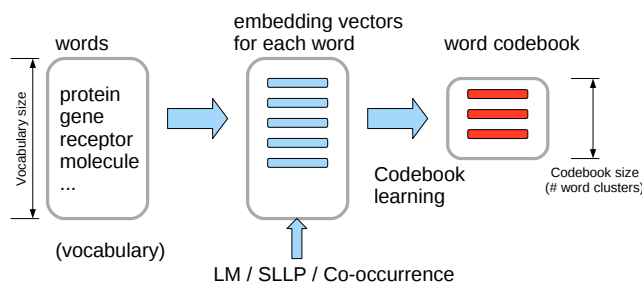 words
embedding vectors
for each word
word codebook
Vocabulary size
protein
gene
receptor
molecule
...
Codebook
learning
Codebook size
(# word clusters)
(vocabulary)
LM / SLLP / Co-occurrence